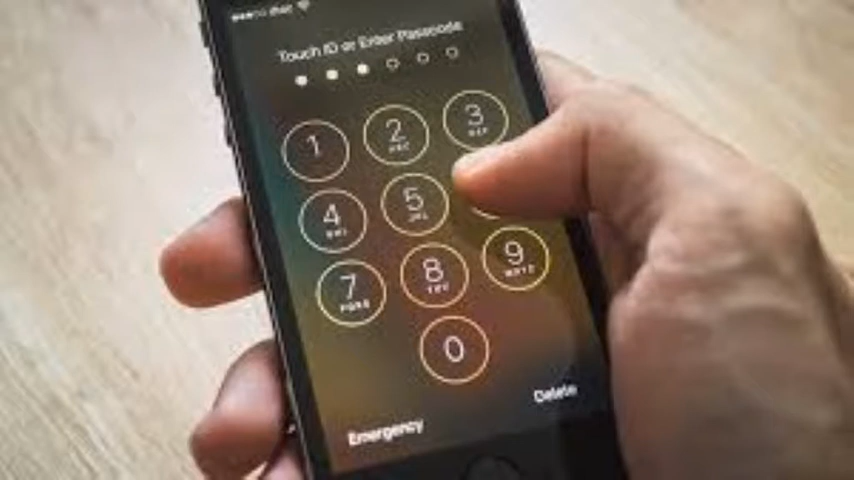 Touch ID or Enter Passcode
1
2 ABC
3 DEF
4 GHI
5 JKL
7 PQRS
8 TUV
9 WXYZ
0
Delete
Emergency